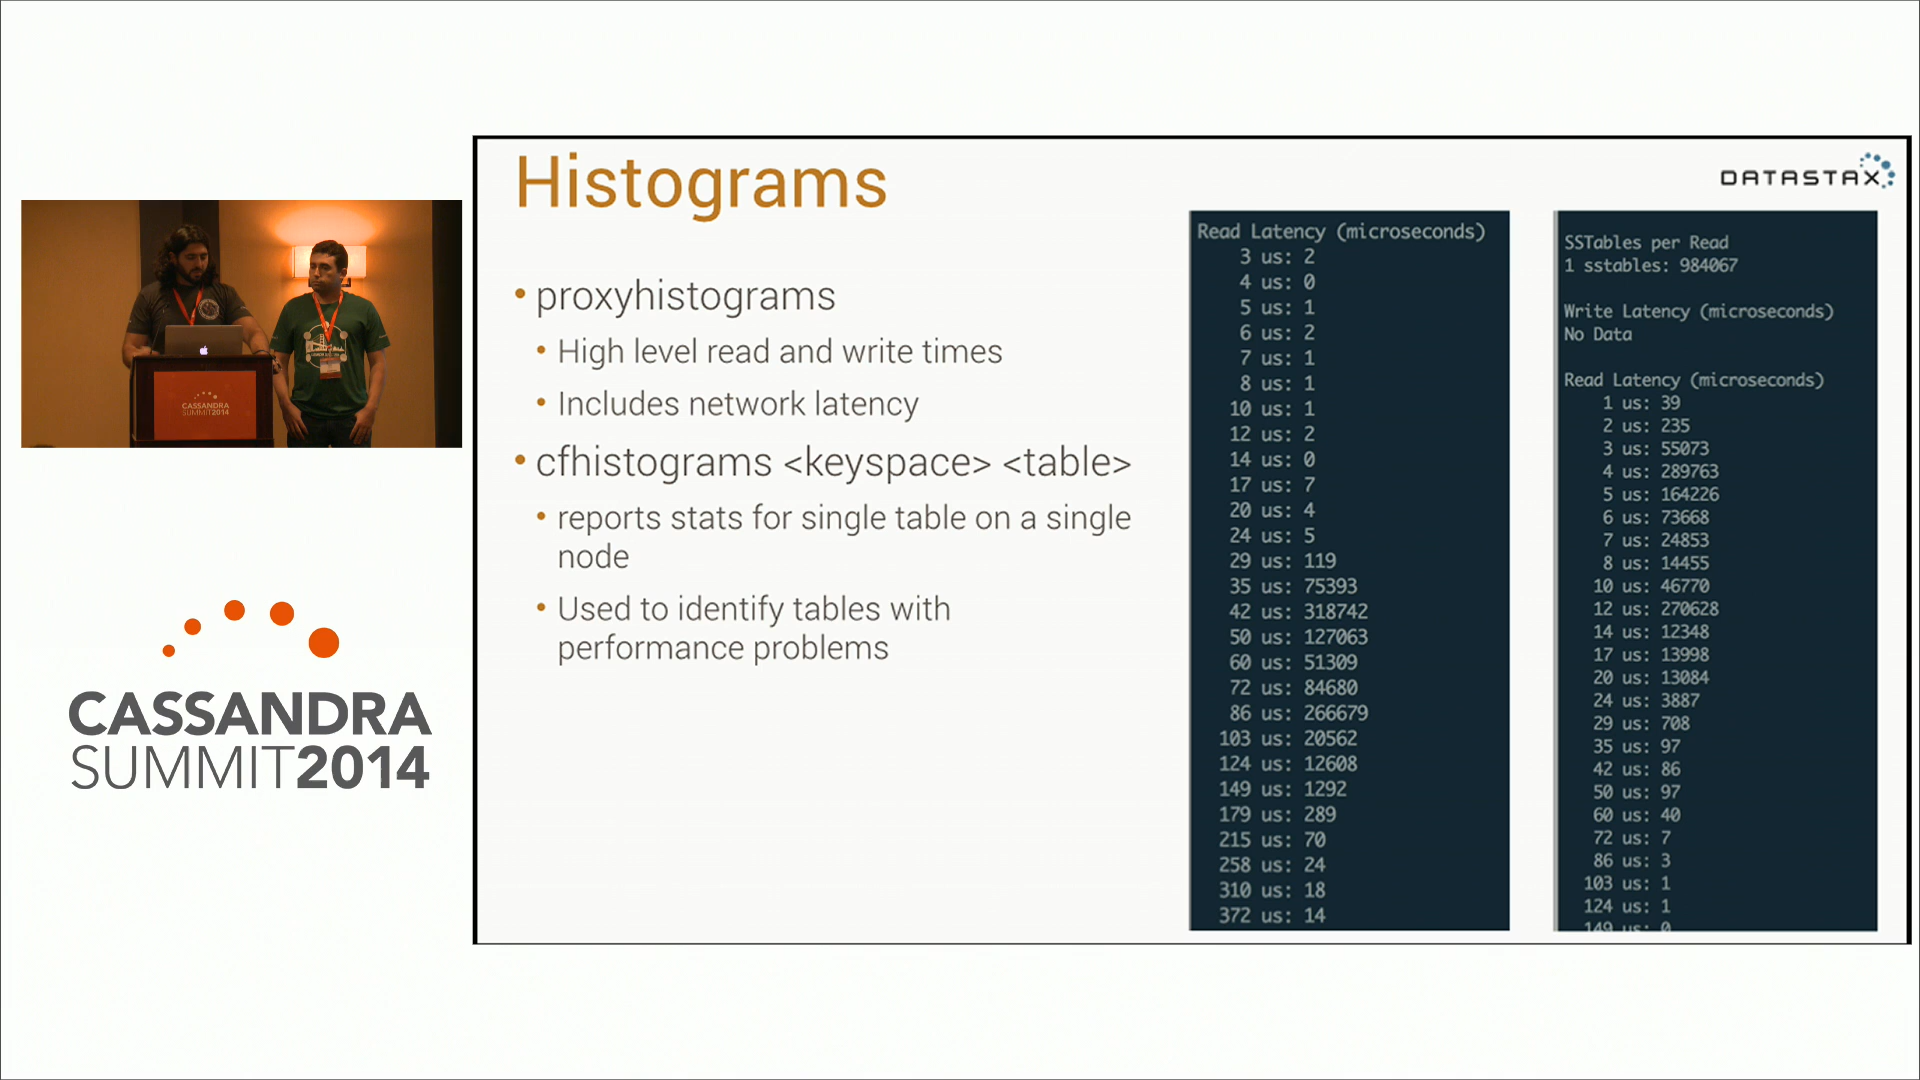 Histograms
DATASTAX
• proxyhistograms
• High level read and write times
• Includes network latency
• cfhistograms <keyspace> <table>
• reports stats for single table on a single
node
• Used to identify tables with
performance problems
Read Latency (microseconds)
3 us: 2
4 us: 0
5 us: 1
6 us: 2
7 us: 1
8 us: 1
10 us: 1
12 us: 2
14 us: 0
17 us: 7
20 us: 4
24 us: 5
29 us: 119
35 us: 75393
42 us: 318742
50 us: 127063
60 us: 51309
72 us: 84680
86 us: 266679
103 us: 20562
124 us: 12608
149 us: 1292
179 us: 289
215 us: 70
258 us: 24
310 us: 18
372 us: 14
SSTables per Read
1 sstables: 984067
Write Latency (microseconds)
No Data
Read Latency (microseconds)
1 us: 39
2 us: 235
3 us: 55073
4 us: 289763
5 us: 164226
6 us: 73668
7 us: 24853
8 us: 14455
10 us: 46770
12 us: 270628
14 us: 12348
17 us: 13998
20 us: 13084
24 us: 3887
29 us: 708
35 us: 97
42 us: 86
50 us: 97
60 us: 40
72 us: 7
86 us: 3
103 us: 1
124 us: 1
149 us: 0
CASSANDRA
SUMMIT2014
CASSANDRA
SUMMIT2014